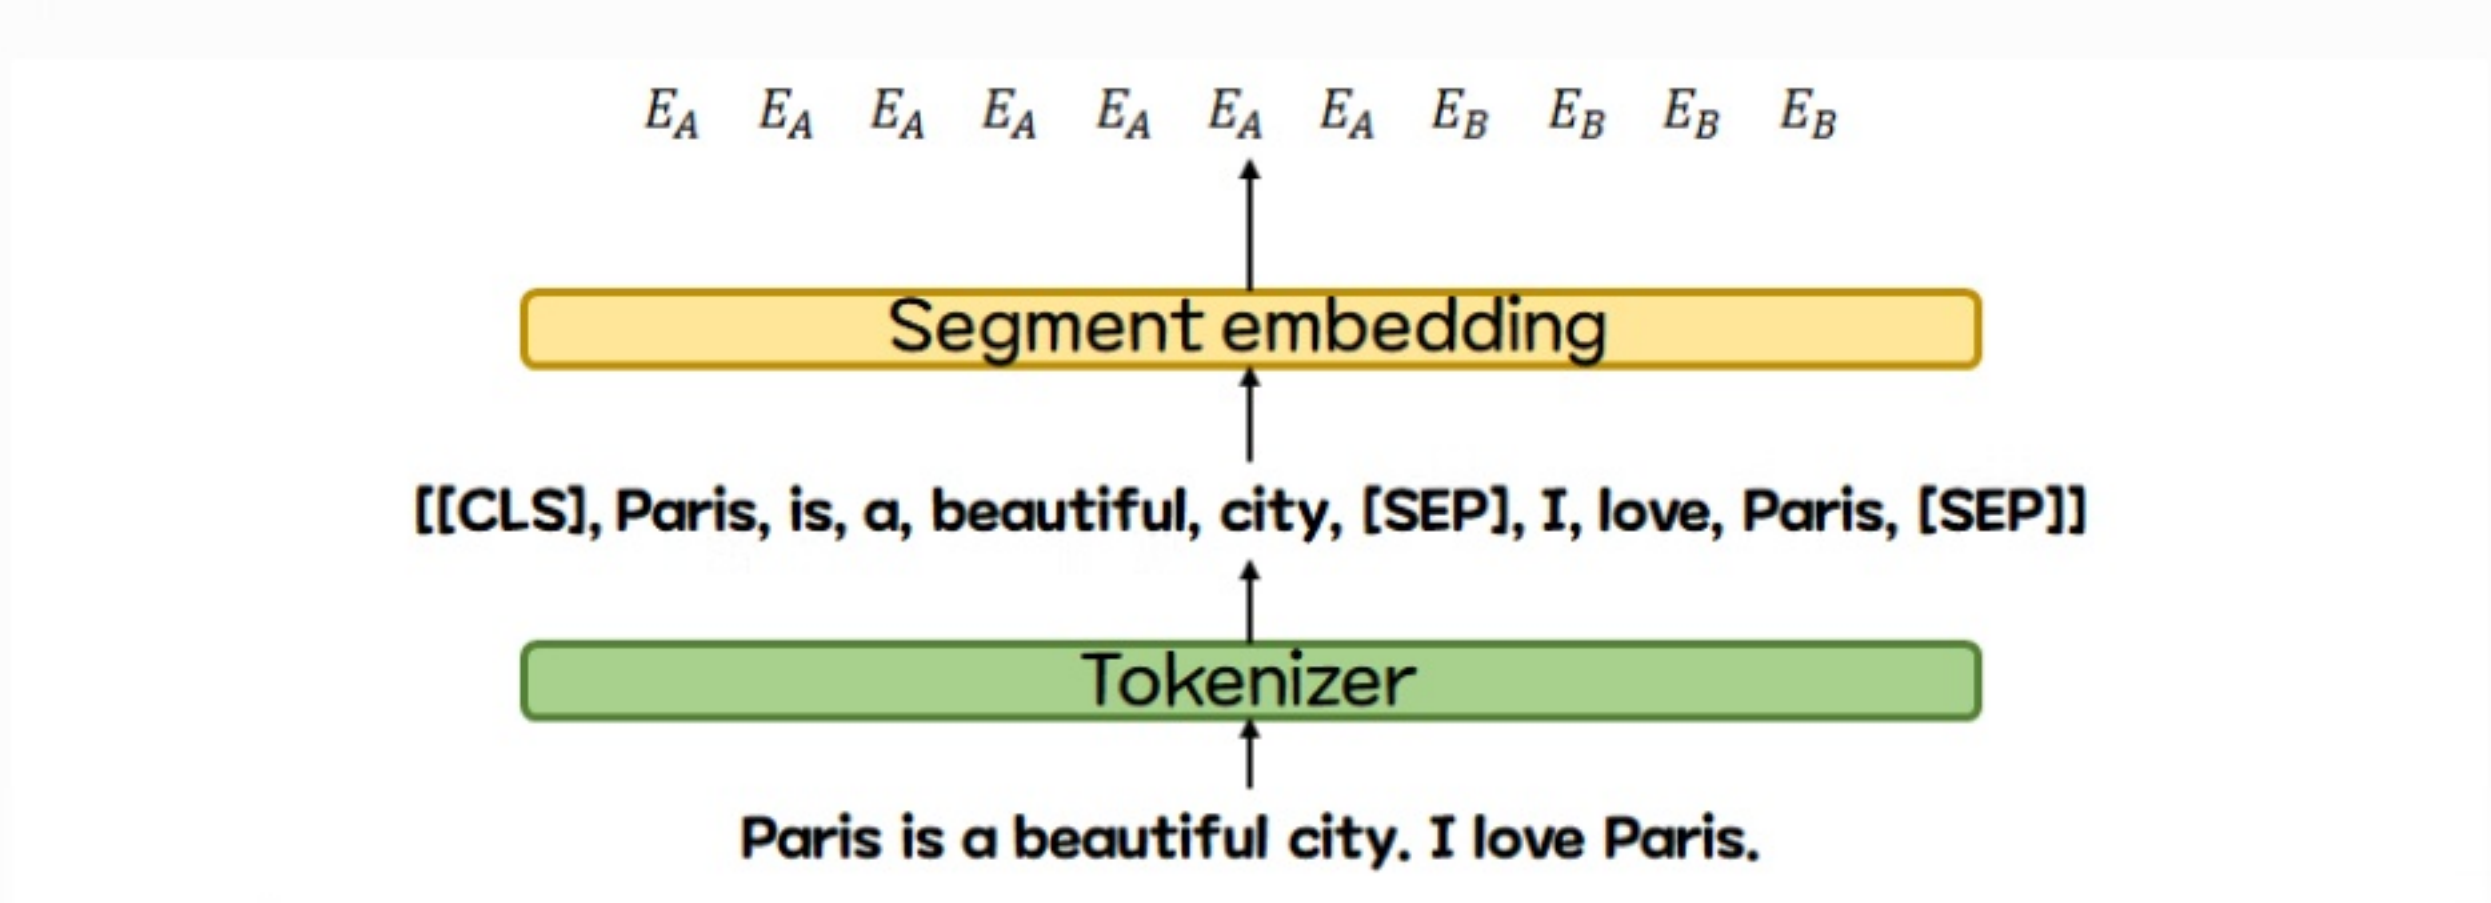 E_A E_A E_A E_A E_A E_A E_A E_B E_B E_B E_B
Segment embedding
[[CLS], Paris, is, a, beautiful, city, [SEP], I, love, Paris, [SEP]]
Tokenizer
Paris is a beautiful city. I love Paris.